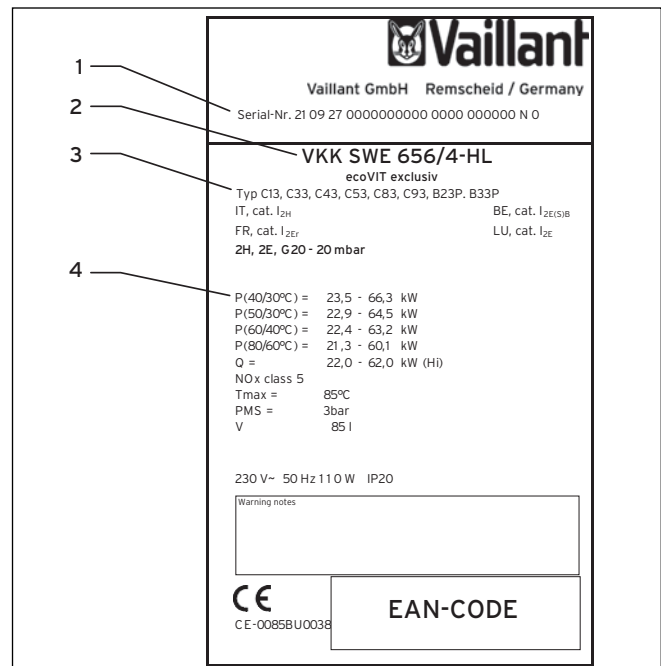 Vaillant
Vaillant GmbH Remscheid / Germany
1
Serial-Nr. 21 09 27 0000000000 0000 000000 N 0
2
VKK SWE 656/4-HL
ecoVIT exclusiv
3
Typ C13, C33, C43, C53, C83, C93, B23P. B33P
IT, cat. I2H BE, cat. I2E(S)B
FR, cat. I2Er LU, cat. I2E
2H, 2E, G20 - 20 mbar
4
P(40/30ºC) = 23,5 - 66,3 kW
P(50/30ºC) = 22,9 - 64,5 kW
P(60/40ºC) = 22,4 - 63,2 kW
P(80/60ºC) = 21,3 - 60,1 kW
Q = 22,0 - 62,0 kW (Hi)
NOx class 5
Tmax = 85ºC
PMS = 3bar
V 85 l
230 V~ 50 Hz 110 W IP20
Warning notes
CE
CE-0085BU0038
EAN-CODE